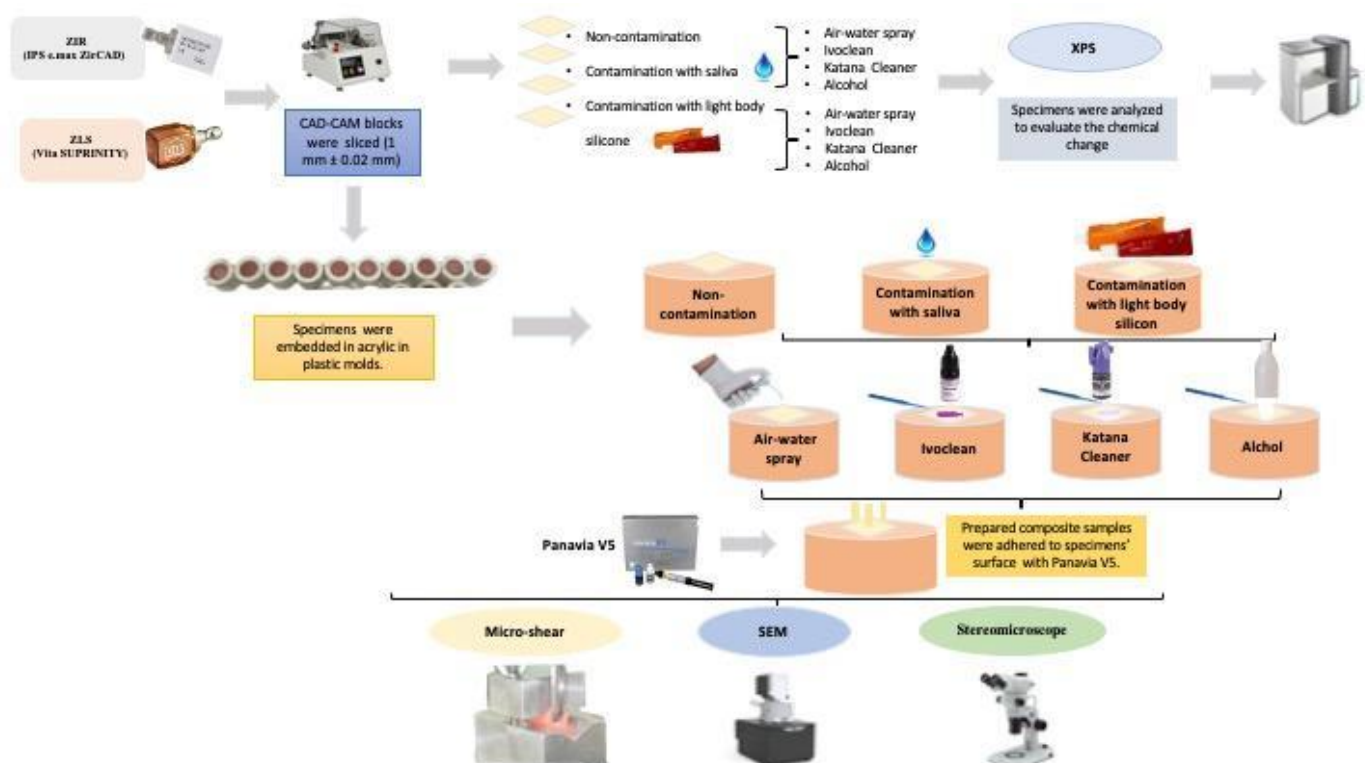 ZIR
(IPS e.max ZirCAD)
ZLS
(Vita SUPRINITY)
CAD-CAM blocks
were sliced (1
mm ± 0.02 mm)
• Non-contamination
• Contamination with saliva
• Contamination with light body
silicone
• Air-water spray
• Ivoclean
• Katana Cleaner
• Alcohol
• Air-water spray
• Ivoclean
• Katana Cleaner
• Alcohol
XPS
Specimens were analyzed
to evaluate the chemical
change
Specimens were
embedded in acrylic in
plastic molds.
Non-
contamination
Contamination
with saliva
Contamination
with light body
silicon
Air-water
spray
Ivoclean
Katana
Cleaner
Alchol
Panavia V5
Prepared composite samples
were adhered to specimens'
surface with Panavia V5.
Micro-shear
SEM
Stereomicroscope